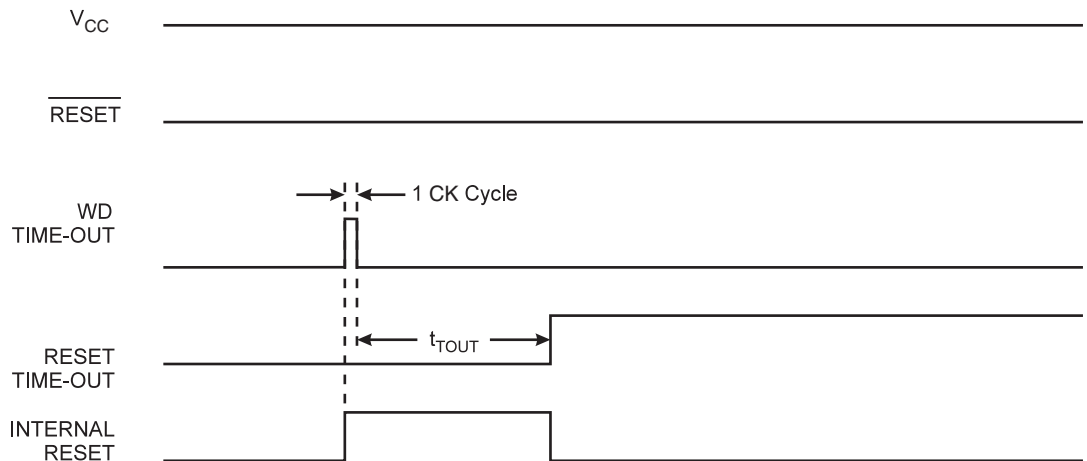 VCC
RESET
1 CK Cycle
WD
TIME-OUT
tTOUT
RESET
TIME-OUT
INTERNAL
RESET